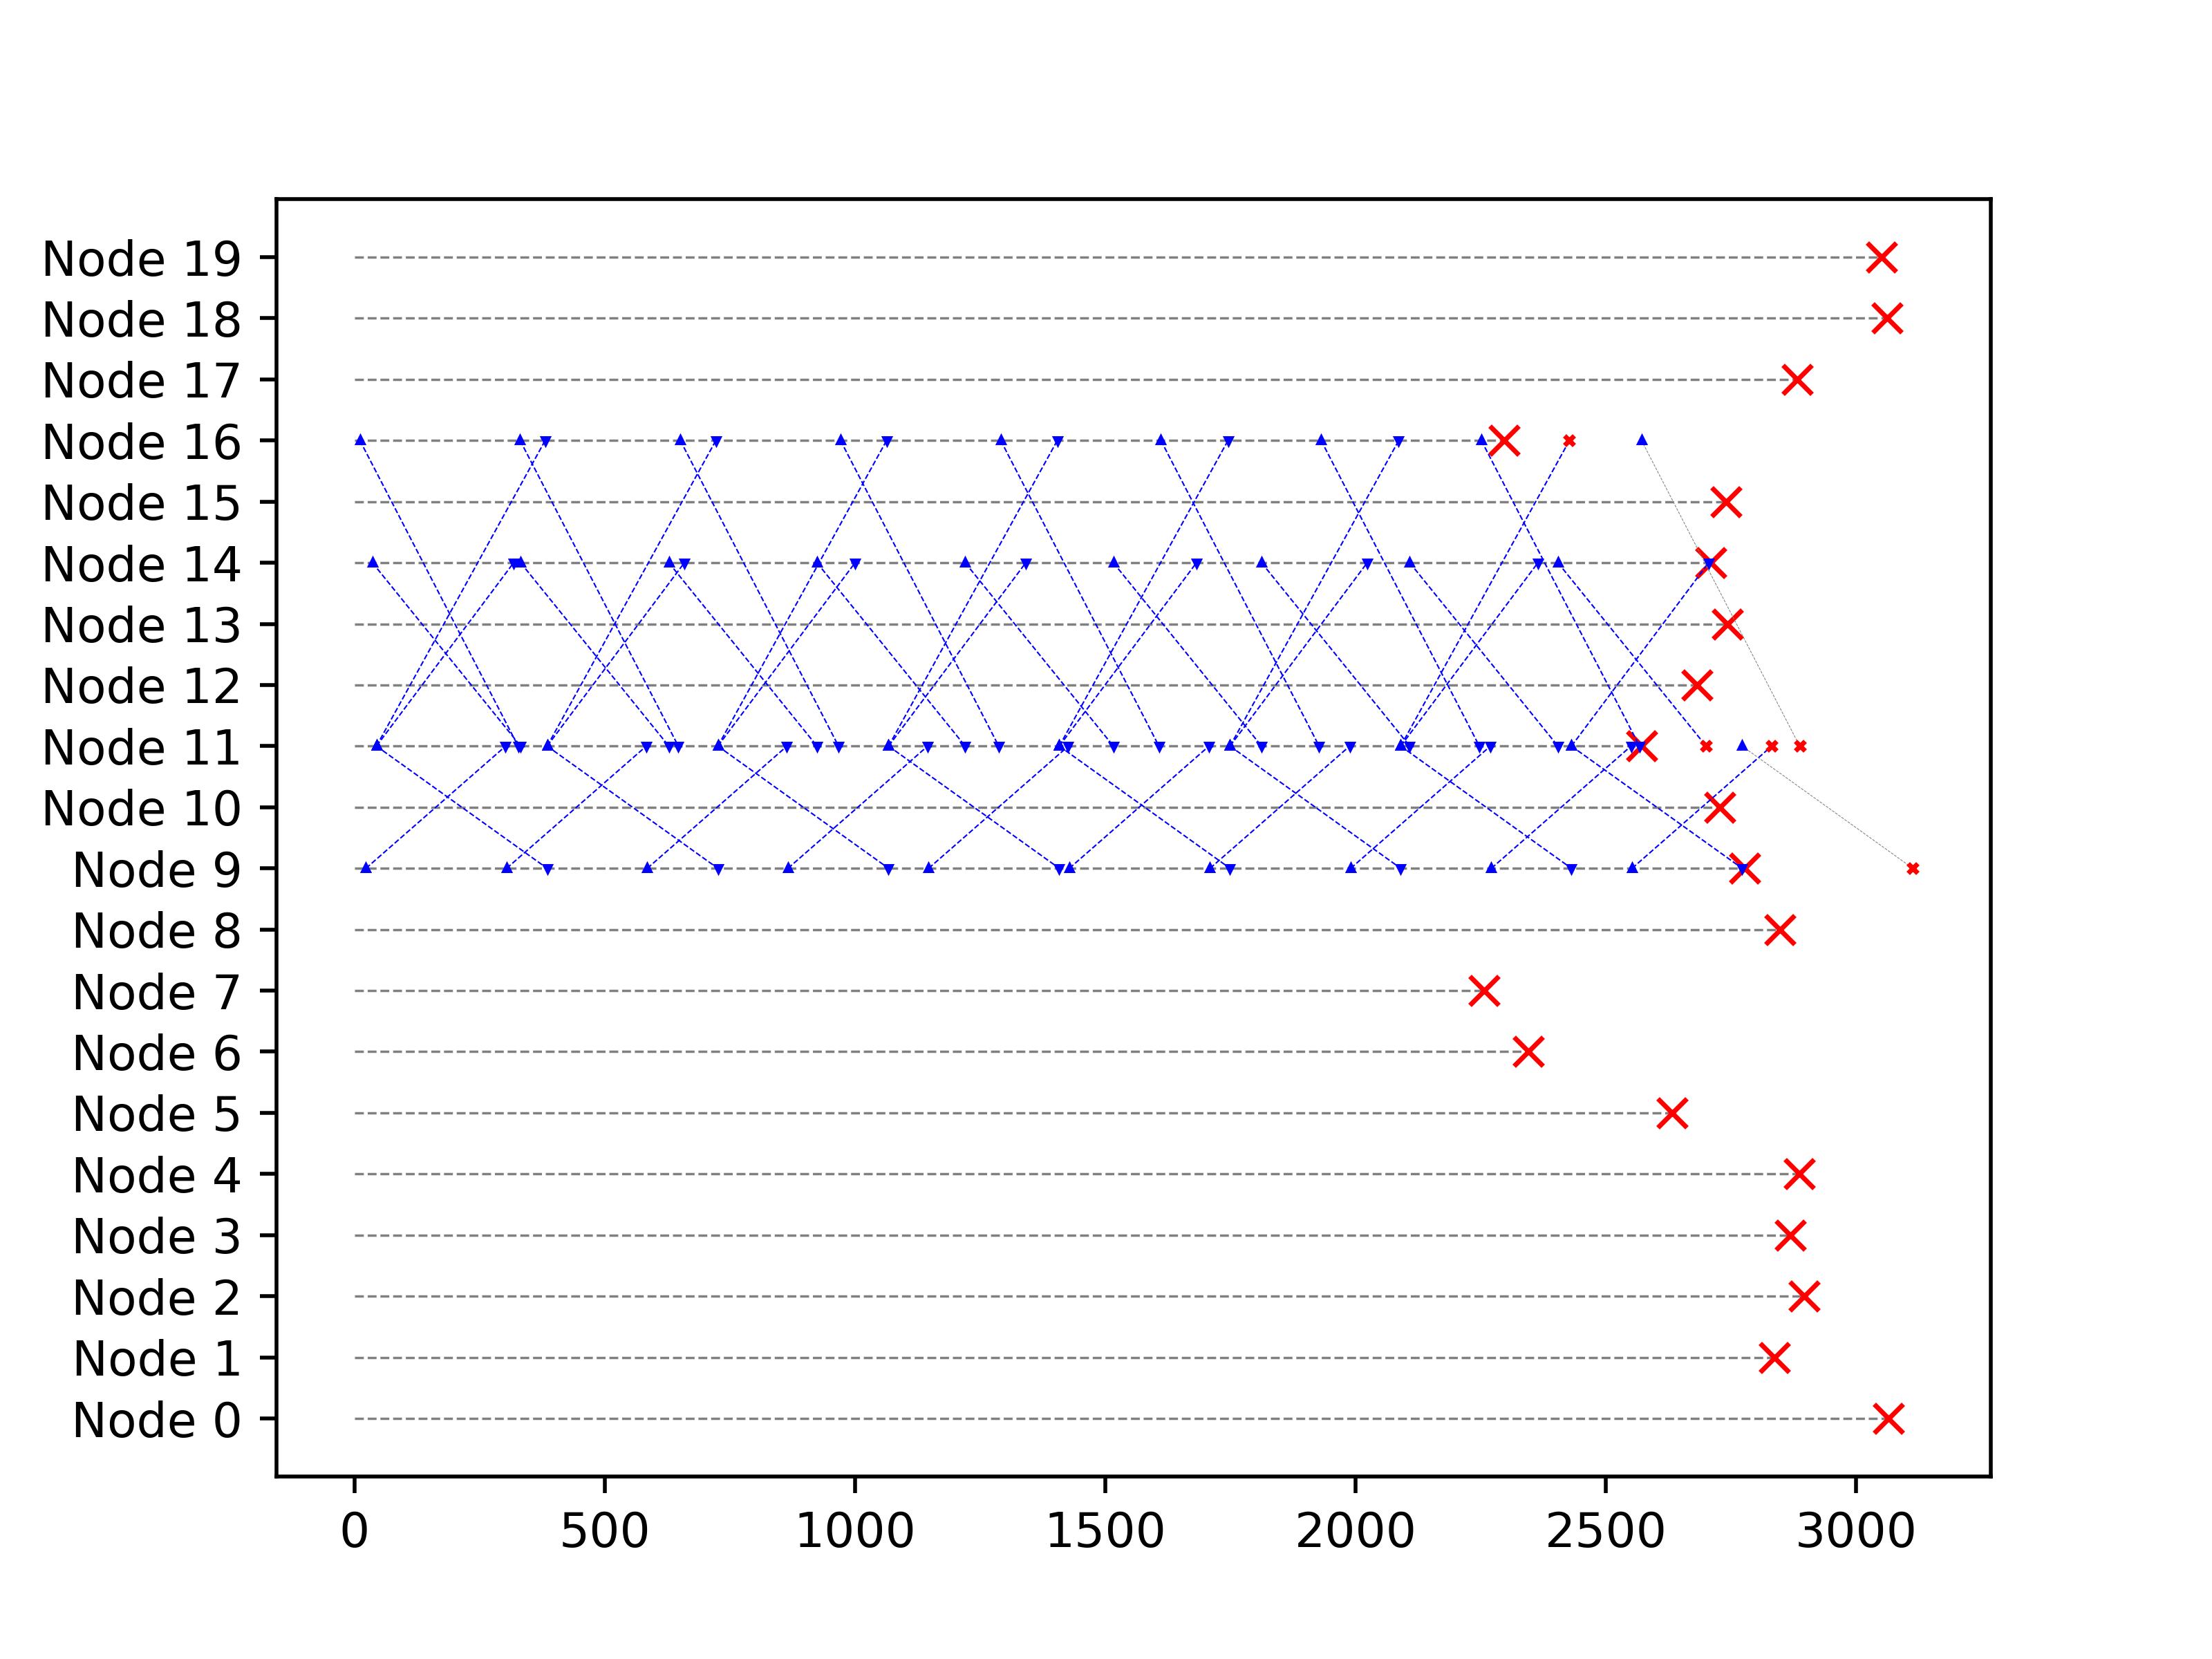 Node 19
Node 18
Node 17
Node 16
Node 15
Node 14
Node 13
Node 12
Node 11
Node 10
Node 9
Node 8
Node 7
Node 6
Node 5
Node 4
Node 3
Node 2
Node 1
Node 0
0 500 1000 1500 2000 2500 3000